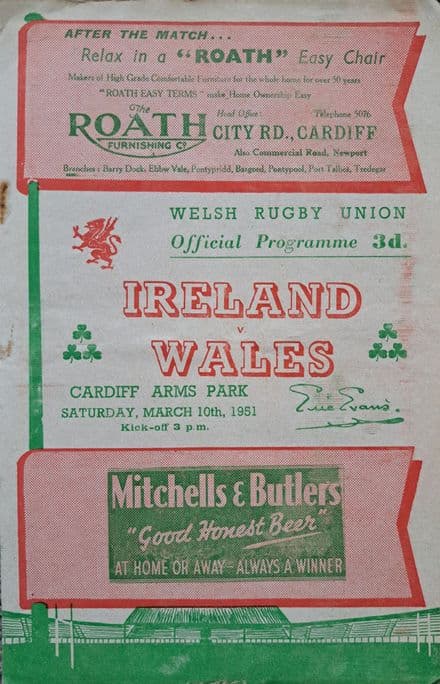 AFTER THE MATCH...
Relax in a "ROATH" Easy Chair
Makers of High Grade Comfortable Furniture for the whole home for over 50 years
"ROATH EASY TERMS" make Home Ownership Easy
The
ROATH
FURNISHING Co
Head Office: Telephone 5076
CITY RD., CARDIFF
Also Commercial Road, Newport
Branches: Barry Dock, Ebbw Vale, Pontypridd, Bargoed, Pontypool, Port Talbot, Tredegar
WELSH RUGBY UNION
Official Programme 3d.
IRELAND
v.
WALES
CARDIFF ARMS PARK
SATURDAY, MARCH 10th, 1951
Kick-off 3 p.m.
Eric Evans.
Mitchells & Butlers
"Good Honest Beer"
AT HOME OR AWAY–ALWAYS A WINNER